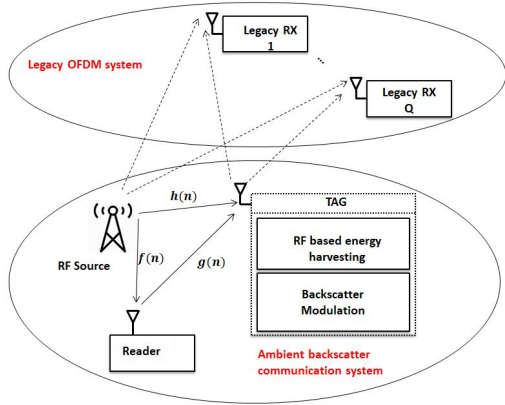 Legacy RX
1
Legacy OFDM system
...
Legacy RX
Q
h(n)
TAG
RF Source
f(n)
g(n)
RF based energy
harvesting
Backscatter
Modulation
Reader
Ambient backscatter
communication system